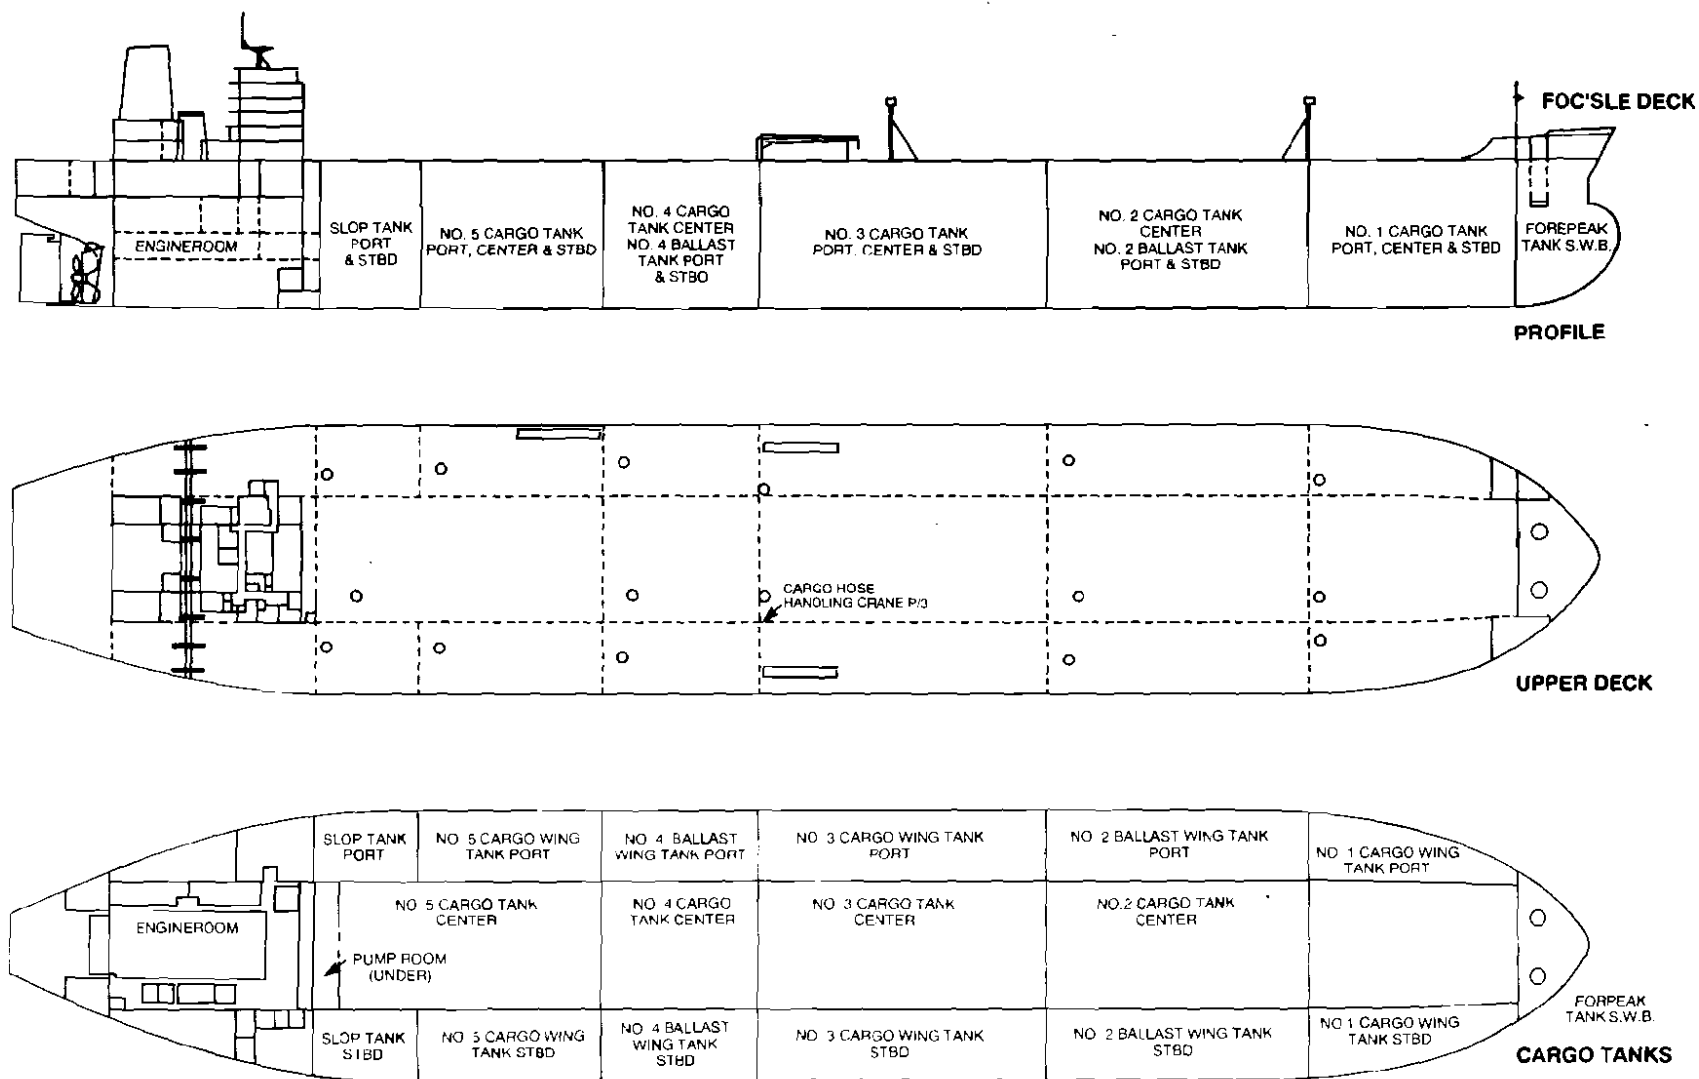 FOC'SLE DECK
ENGINEROOM
SLOP TANK
PORT
& STBD
NO. 5 CARGO TANK
PORT, CENTER & STBD
NO. 4 CARGO
TANK CENTER
NO. 4 BALLAST
TANK PORT
& STBD
NO. 3 CARGO TANK
PORT, CENTER & STBD
NO. 2 CARGO TANK
CENTER
NO. 2 BALLAST TANK
PORT & STBD
NO. 1 CARGO TANK
PORT, CENTER & STBD
FOREPEAK
TANK S.W.B.
PROFILE
CARGO HOSE
HANDLING CRANE P/3
UPPER DECK
SLOP TANK
PORT
NO 5 CARGO WING
TANK PORT
NO 4 BALLAST
WING TANK PORT
NO 3 CARGO WING TANK
PORT
NO 2 BALLAST WING TANK
PORT
NO 1 CARGO WING
TANK PORT
ENGINEROOM
NO 5 CARGO TANK
CENTER
NO 4 CARGO
TANK CENTER
NO 3 CARGO TANK
CENTER
NO.2 CARGO TANK
CENTER
PUMP ROOM
(UNDER)
SLOP TANK
STBD
NO 5 CARGO WING
TANK STBD
NO 4 BALLAST
WING TANK
STBD
NO 3 CARGO WING TANK
STBD
NO 2 BALLAST WING TANK
STBD
NO 1 CARGO WING
TANK STBD
FORPEAK
TANK S.W.B.
CARGO TANKS